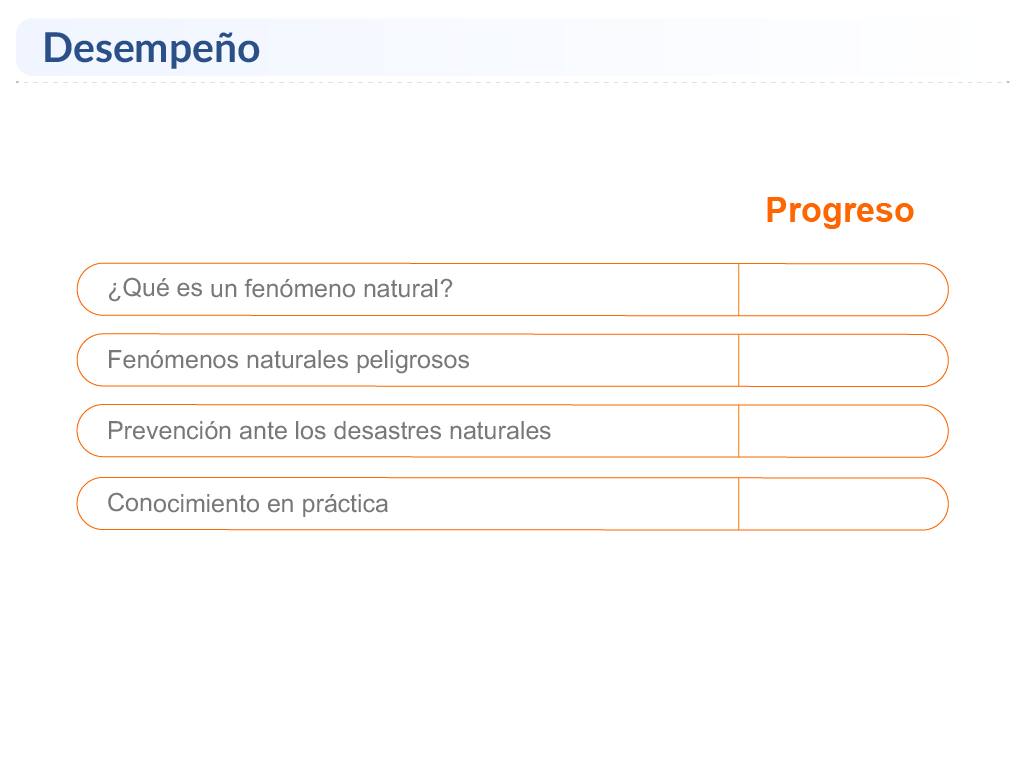 Desempeño
Progreso
¿Qué es un fenómeno natural?
Fenómenos naturales peligrosos
Prevención ante los desastres naturales
Conocimiento en práctica